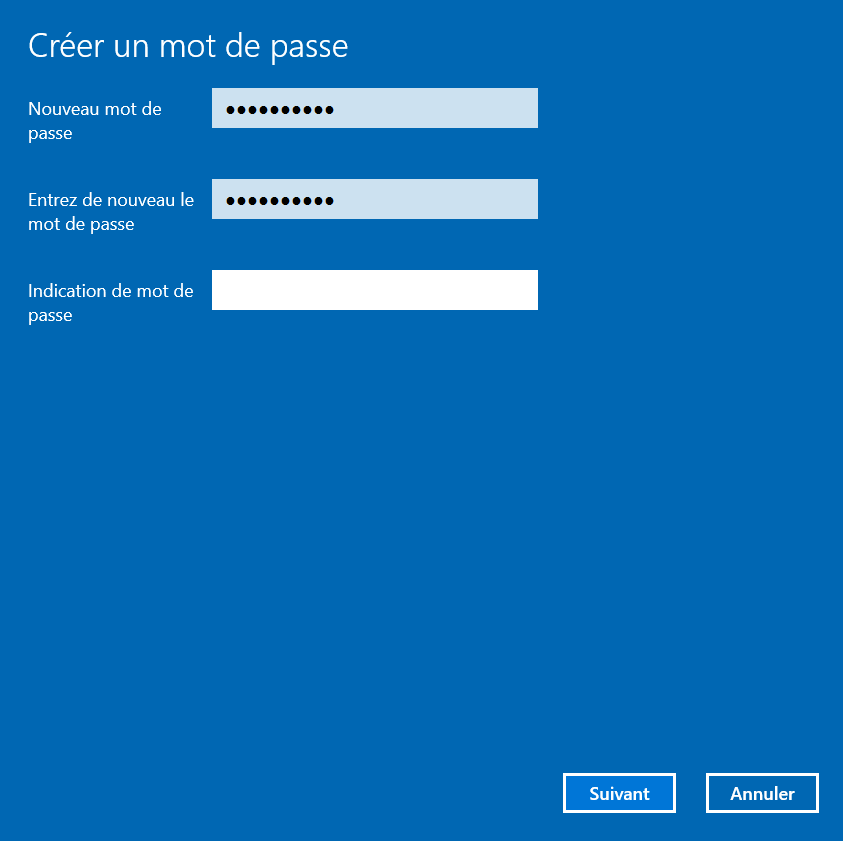 Créer un mot de passe
Nouveau mot de
passe
••••••••••
Entrez de nouveau le
mot de passe
••••••••••
Indication de mot de
passe
Suivant
Annuler